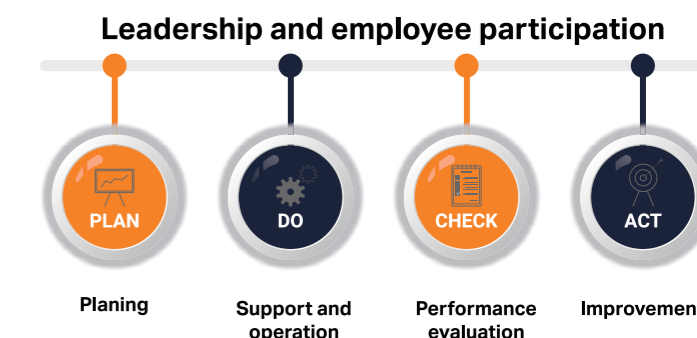 Leadership and employee participation
PLAN
DO
CHECK
ACT
Planing
Support and
operation
Performance
evaluation
Improvemen